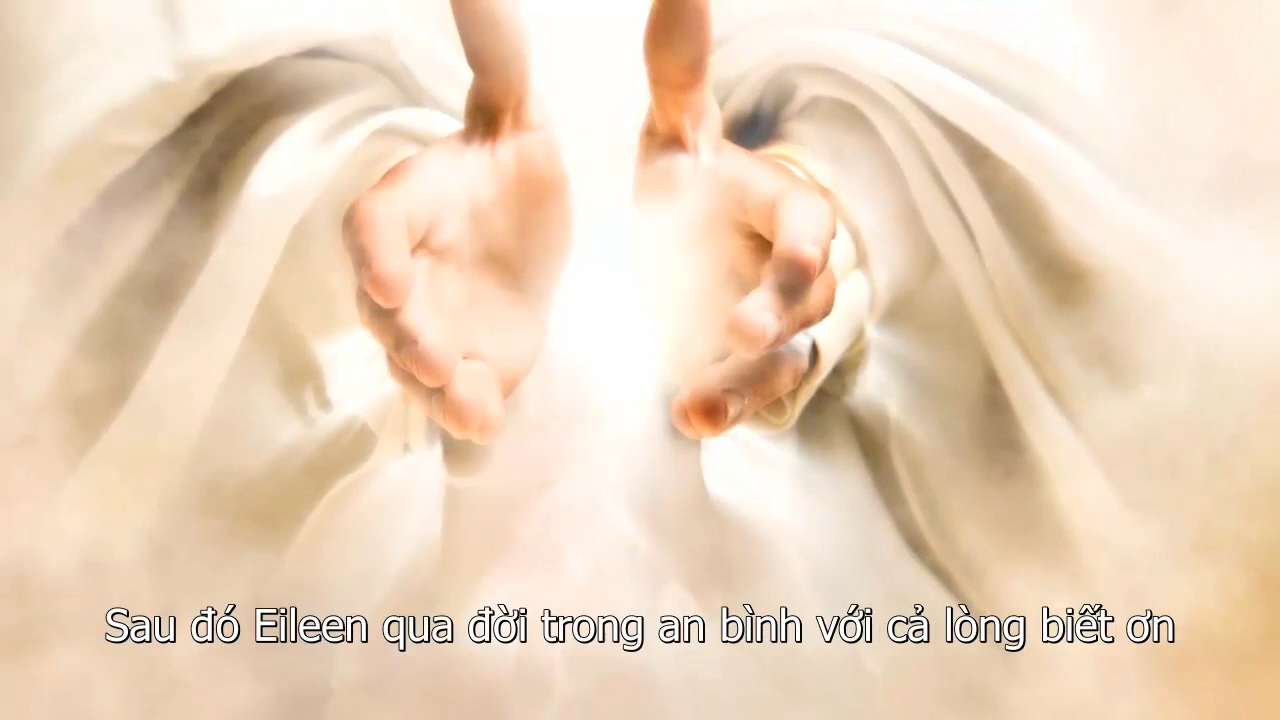 Sau đó Eileen qua đời trong an bình với cả lòng biết ơn